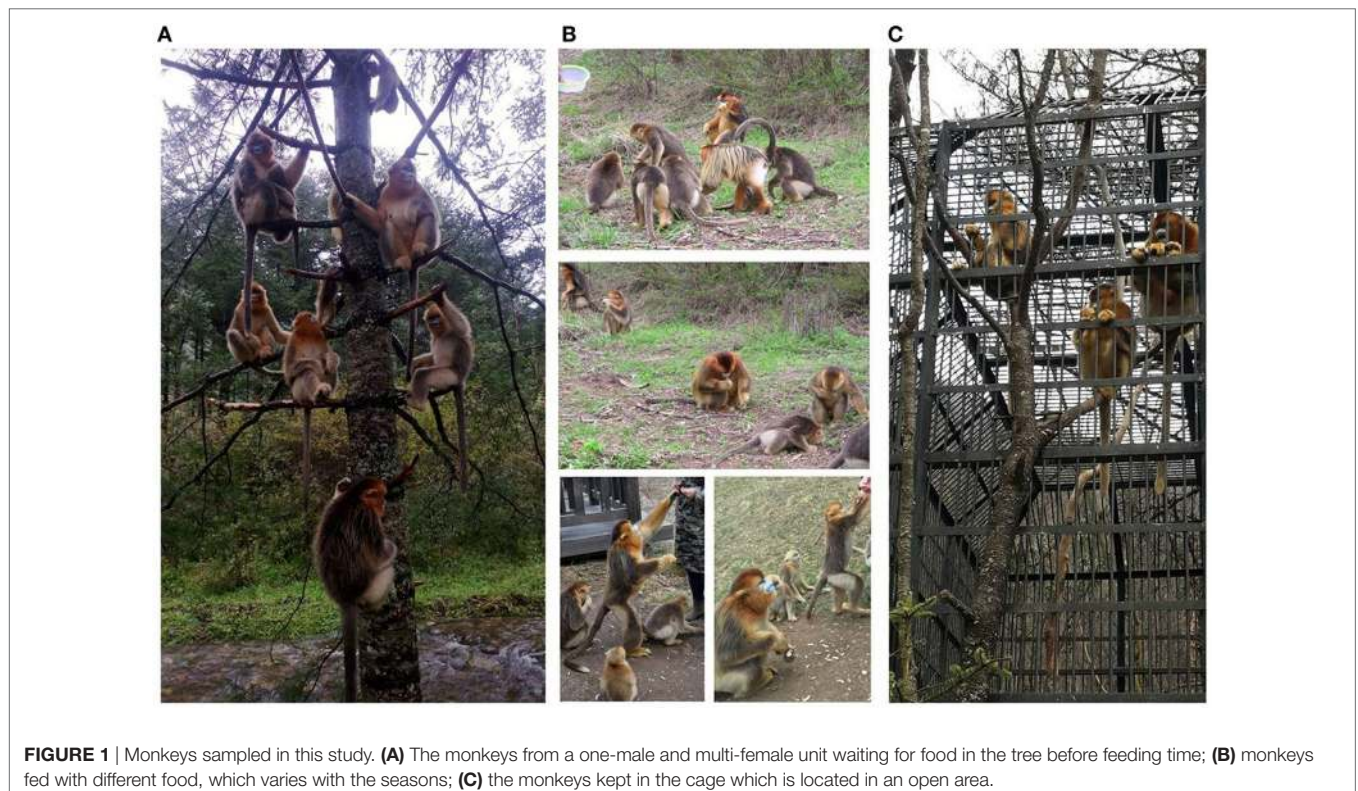 A
B
C
FIGURE 1 | Monkeys sampled in this study. (A) The monkeys from a one-male and multi-female unit waiting for food in the tree before feeding time; (B) monkeys
fed with different food, which varies with the seasons; (C) the monkeys kept in the cage which is located in an open area.